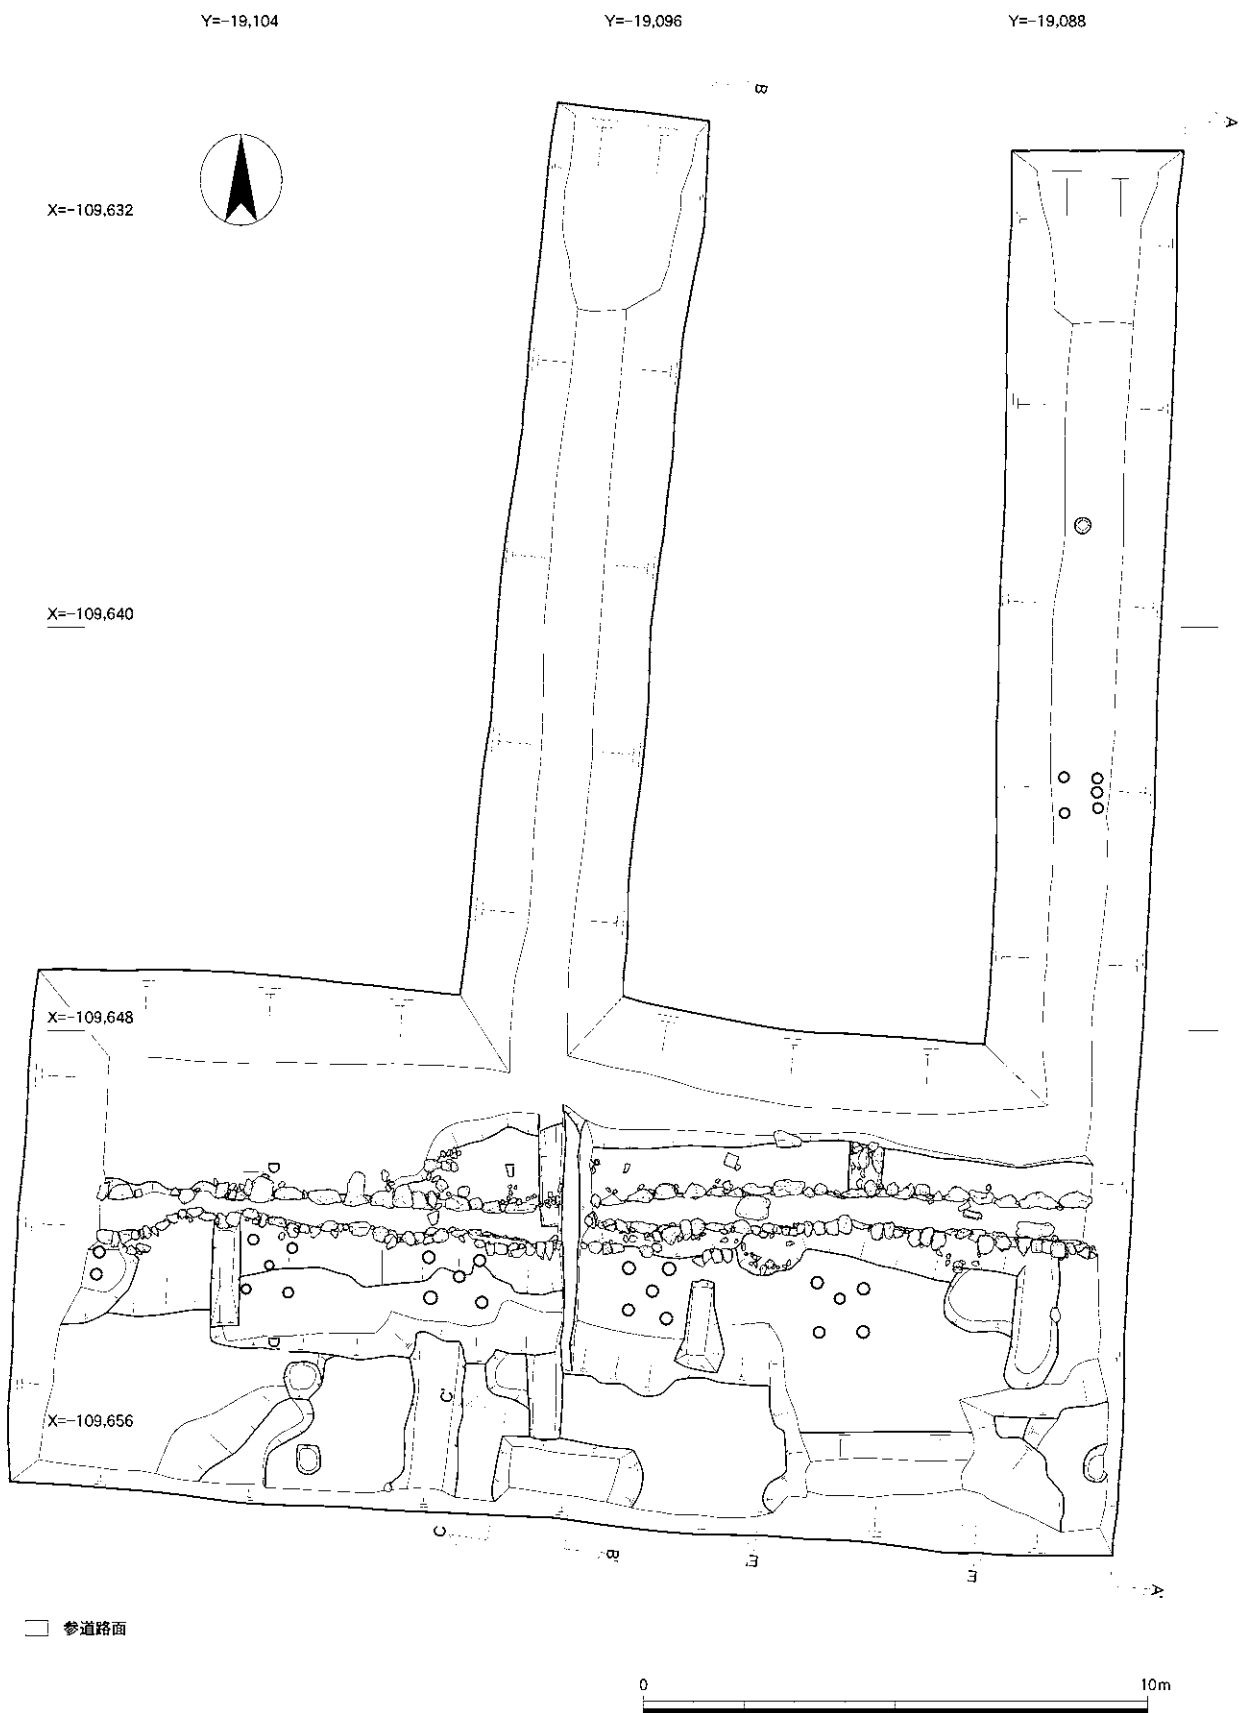 Y=-19,104 Y=-19,096 Y=-19,088
B
A
X=-109,632
X=-109,640
X=-109,648
D
D
C
X=-109,656
C
B'
E'
E
A'
参道路面
0 10m